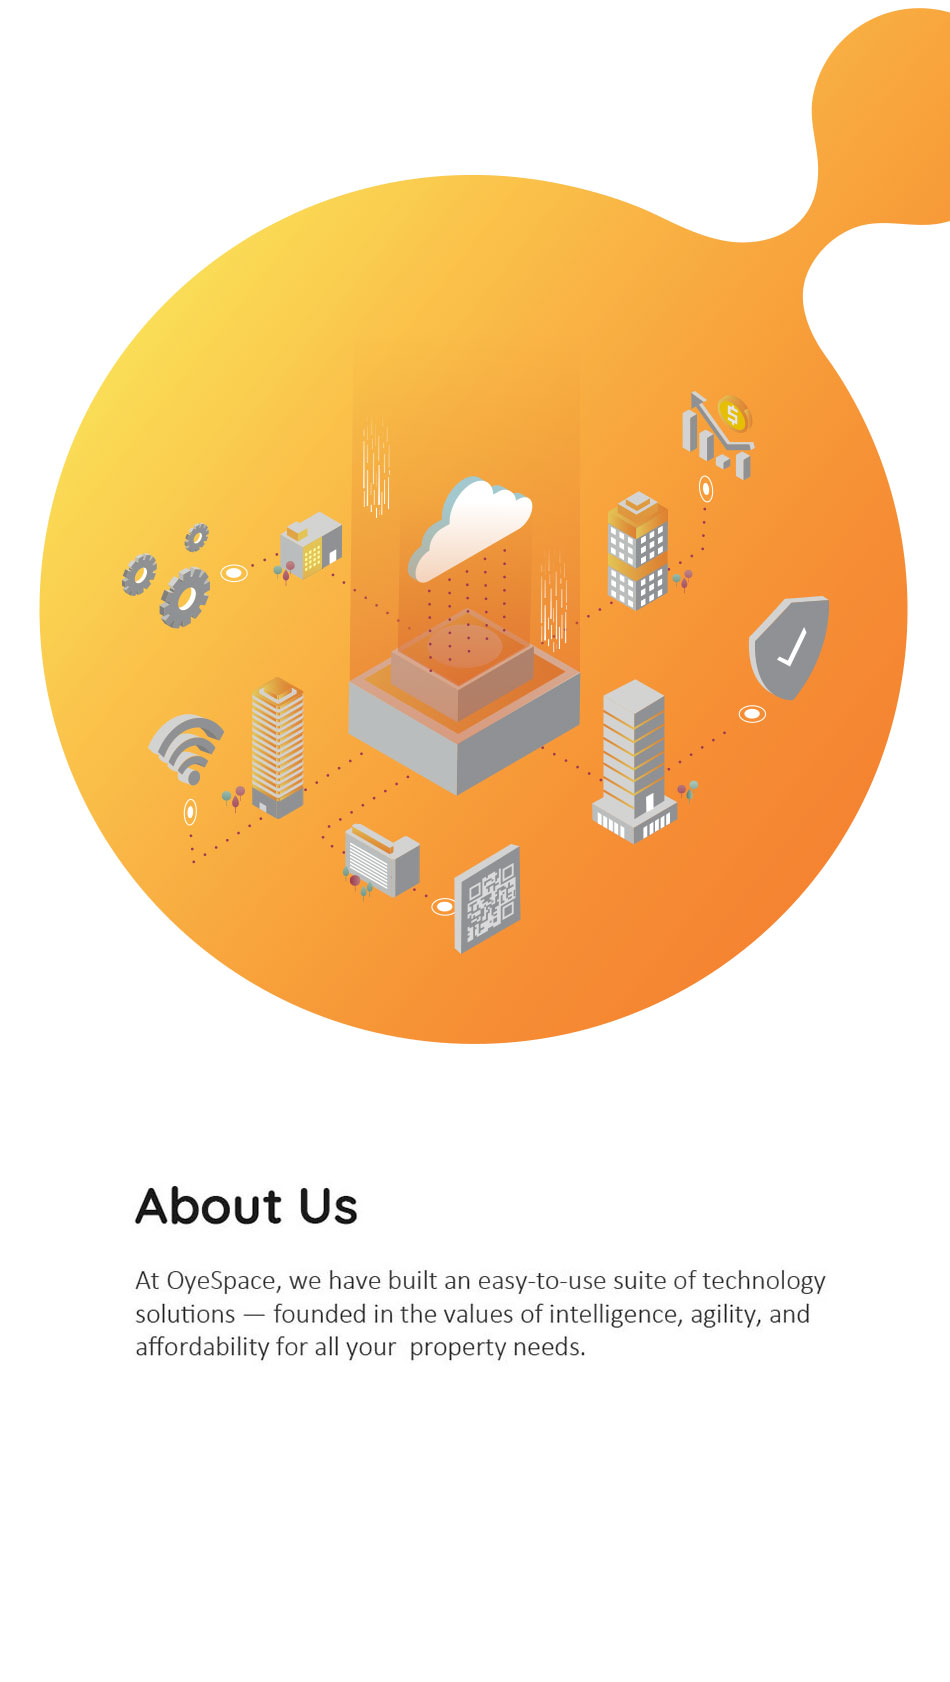 $
About Us
At OyeSpace, we have built an easy-to-use suite of technology
solutions — founded in the values of intelligence, agility, and
affordability for all your  property needs.